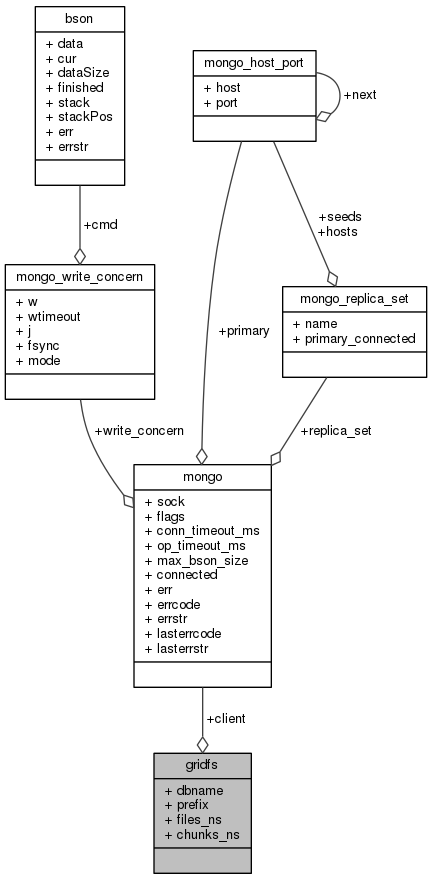 bson
+ data
+ cur
+ dataSize
+ finished
+ stack
+ stackPos
+ err
+ errstr
mongo_host_port
+ host
+ port
+next
+cmd
+seeds
+hosts
mongo_write_concern
+ w
+ wtimeout
+ j
+ fsync
+ mode
mongo_replica_set
+ name
+ primary_connected
+primary
+write_concern
+replica_set
mongo
+ sock
+ flags
+ conn_timeout_ms
+ op_timeout_ms
+ max_bson_size
+ connected
+ err
+ errcode
+ errstr
+ lasterrcode
+ lasterrstr
+client
gridfs
+ dbname
+ prefix
+ files_ns
+ chunks_ns